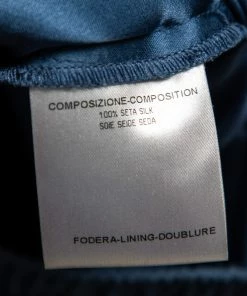 COMPOSIZIONE-COMPOSITION
100% SETA SILK
SOIE SEIDE SEDA
FODERA-LINING-DOUBLURE